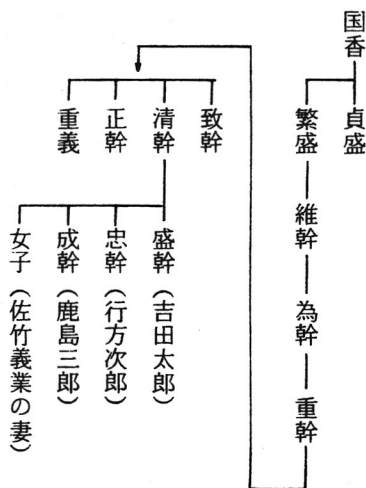 国香
貞盛
繁盛
維幹
為幹
重幹
致幹
清幹
正幹
重義
盛幹(吉田太郎)
忠幹(行方次郎)
成幹(鹿島三郎)
女子(佐竹義業の妻)